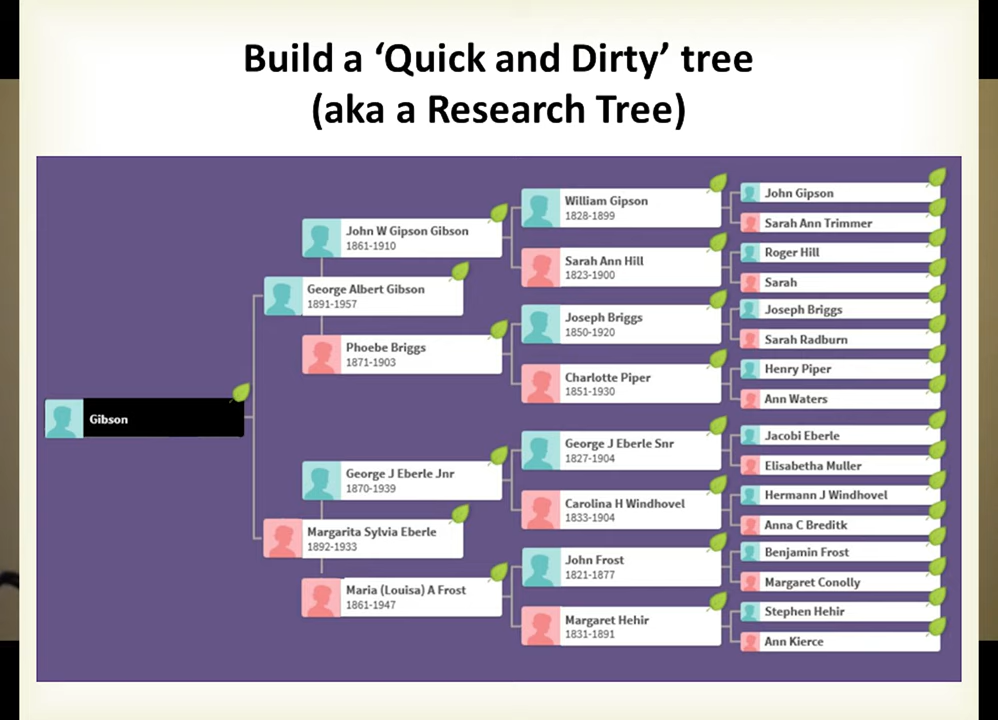 Build a ‘Quick and Dirty’ tree
(aka a Research Tree)
Gibson
George Albert Gibson
1891-1957
Margarita Sylvia Eberle
1892-1933
John W Gipson Gibson
1861-1910
Phoebe Briggs
1871-1903
George J Eberle Jnr
1870-1939
Maria (Louisa) A Frost
1861-1947
William Gipson
1828-1899
Sarah Ann Hill
1823-1900
Joseph Briggs
1850-1920
Charlotte Piper
1851-1930
George J Eberle Snr
1827-1904
Carolina H Windhovel
1833-1904
John Frost
1821-1877
Margaret Hehir
1831-1891
John Gipson
Sarah Ann Trimmer
Roger Hill
Sarah
Joseph Briggs
Sarah Radburn
Henry Piper
Ann Waters
Jacobi Eberle
Elisabetha Muller
Hermann J Windhovel
Anna C Breditk
Benjamin Frost
Margaret Conolly
Stephen Hehir
Ann Kierce